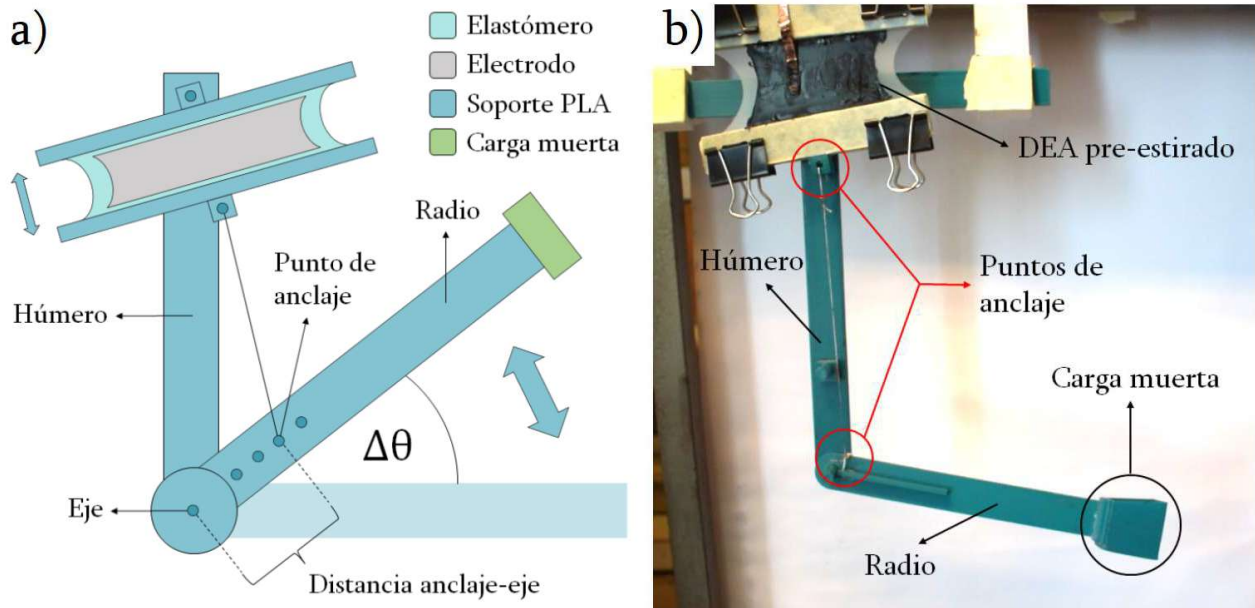 a)
Elastómero
Electrodo
Soporte PLA
Carga muerta
Radio
Punto de
anclaje
Húmero
Δθ
Eje
Distancia anclaje-eje
b)
DEA pre-estirado
Húmero
Puntos de
anclaje
Carga muerta
Radio